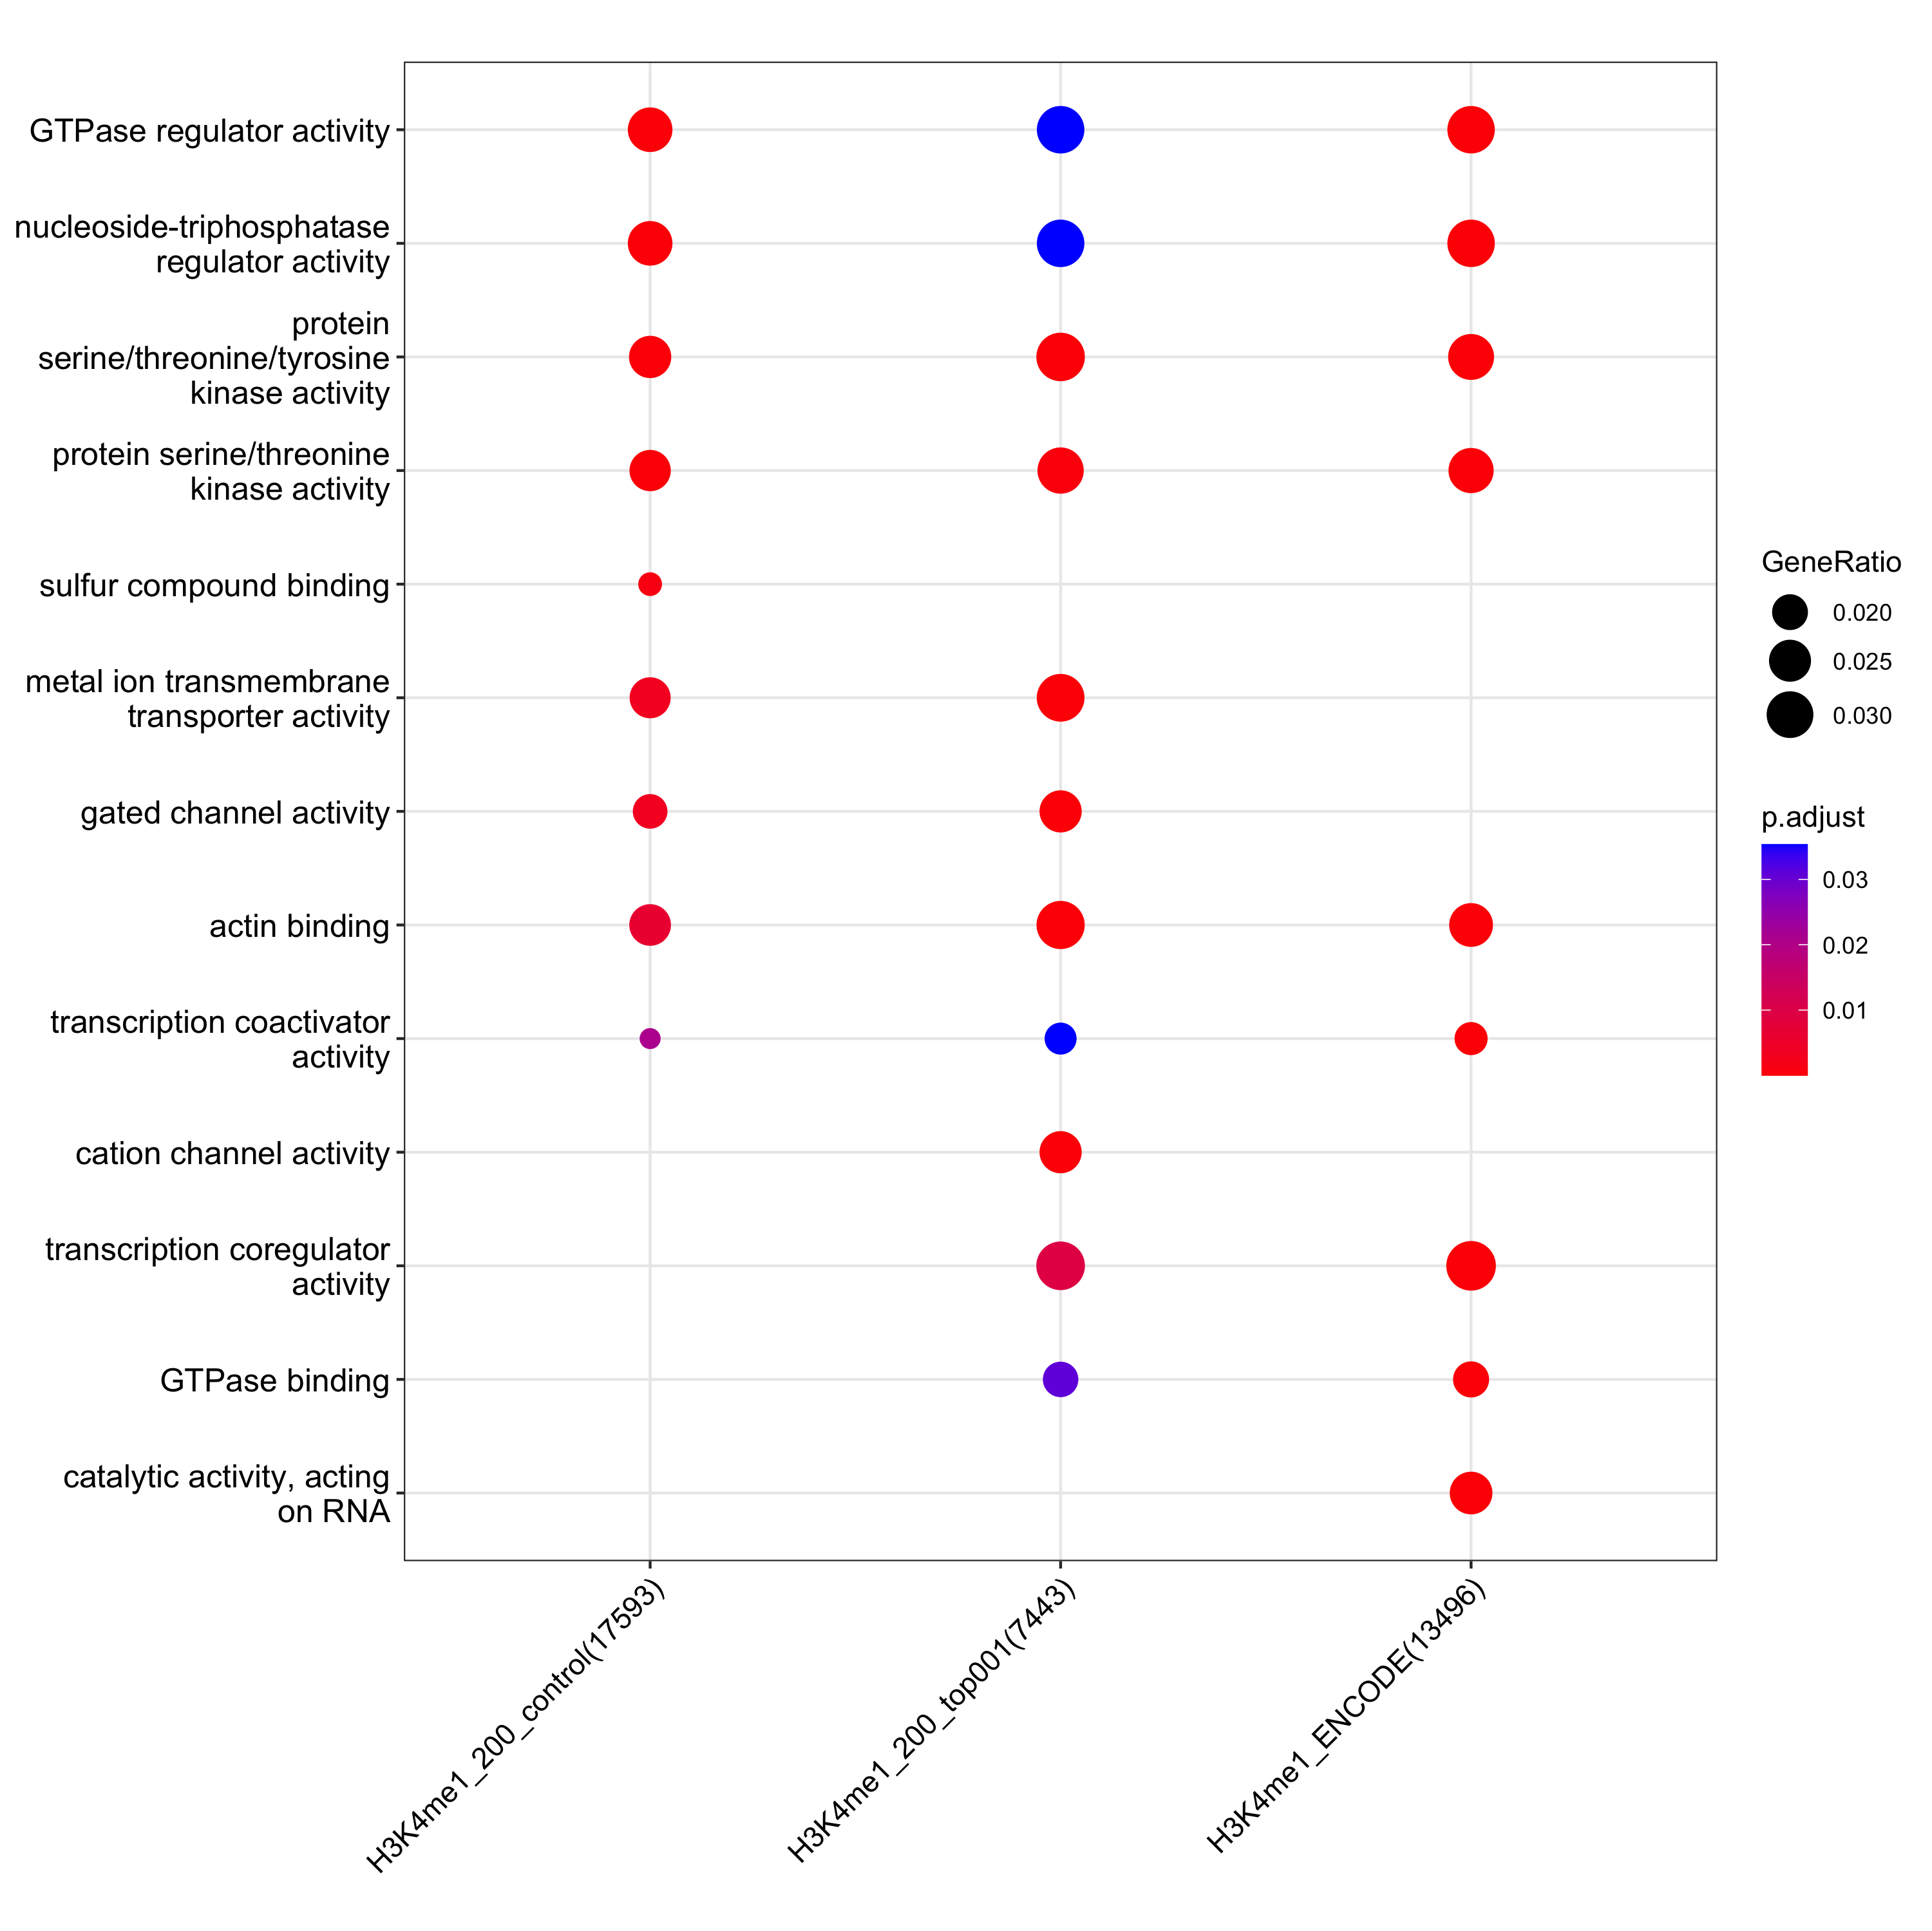 GTPase regulator activity
nucleoside-triphosphatase
regulator activity
protein
serine/threonine/tyrosine
kinase activity
protein serine/threonine
kinase activity
sulfur compound binding
metal ion transmembrane
transporter activity
gated channel activity
actin binding
transcription coactivator
activity
cation channel activity
transcription coregulator
activity
GTPase binding
catalytic activity, acting
on RNA
H3K4me1_200_control(17593)
H3K4me1_200_top001(7443)
H3K4me1_ENCODE(13496)
GeneRatio
0.020
0.025
0.030
p.adjust
0.03
0.02
0.01